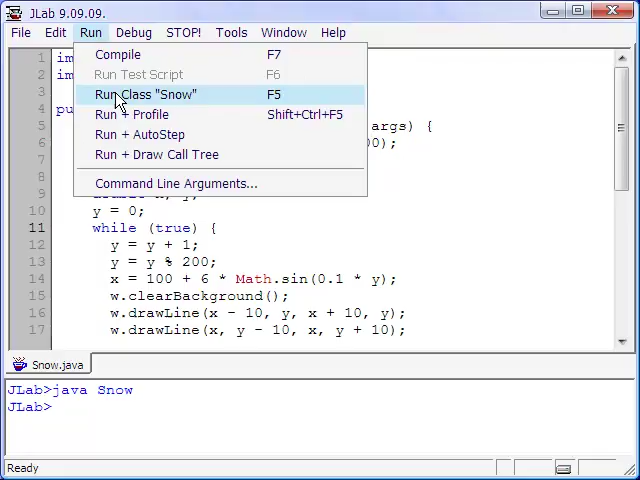 JLab 9.09.09.
File Edit Run Debug STOP! Tools Window Help
Compile F7
Run Test Script F6
Run Class "Snow" F5
Run + Profile Shift+Ctrl+F5
Run + AutoStep
Run + Draw Call Tree
Command Line Arguments...
1 im
2 im
3
4 pu
5 args) {
6 00);
7
8
9
10 y = 0;
11 while (true) {
12 y = y + 1;
13 y = y % 200;
14 x = 100 + 6 * Math.sin(0.1 * y);
15 w.clearBackground();
16 w.drawLine(x - 10, y, x + 10, y);
17 w.drawLine(x, y - 10, x, y + 10);
Snow.java
JLab>java Snow
JLab>
Ready